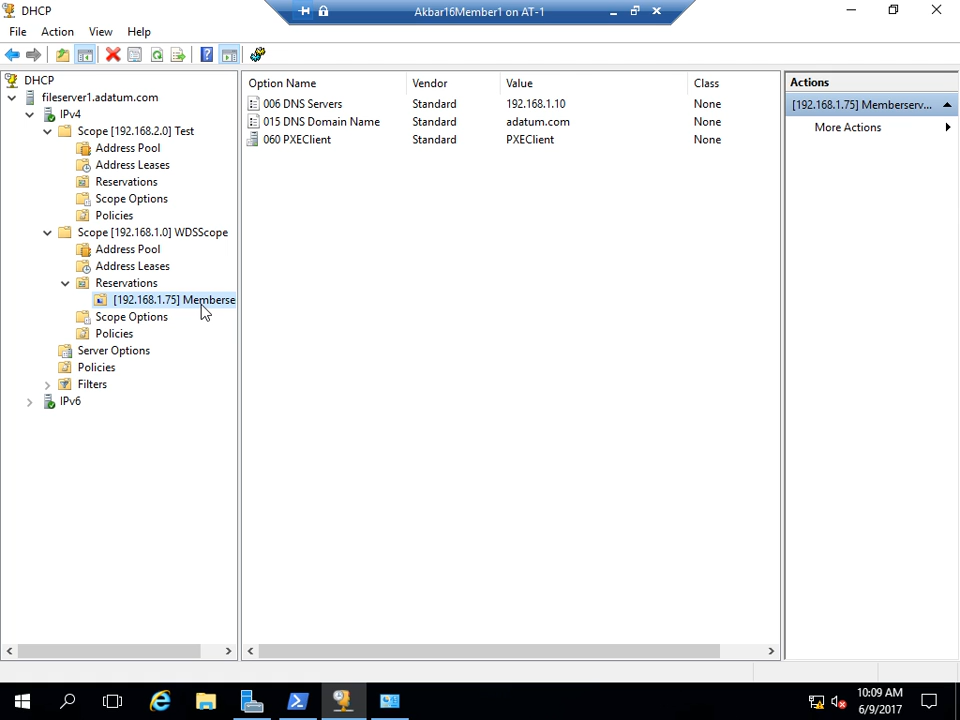 DHCP
Akbar16Member1 on AT-1
File Action View Help
DHCP
fileserver1.adatum.com
IPv4
Scope [192.168.2.0] Test
Address Pool
Address Leases
Reservations
Scope Options
Policies
Scope [192.168.1.0] WDSScope
Address Pool
Address Leases
Reservations
[192.168.1.75] Memberse
Scope Options
Policies
Server Options
Policies
Filters
IPv6
Option Name Vendor Value Class
006 DNS Servers Standard 192.168.1.10 None
015 DNS Domain Name Standard adatum.com None
060 PXEClient Standard PXEClient None
Actions
[192.168.1.75] Memberserv...
More Actions
10:09 AM
6/9/2017